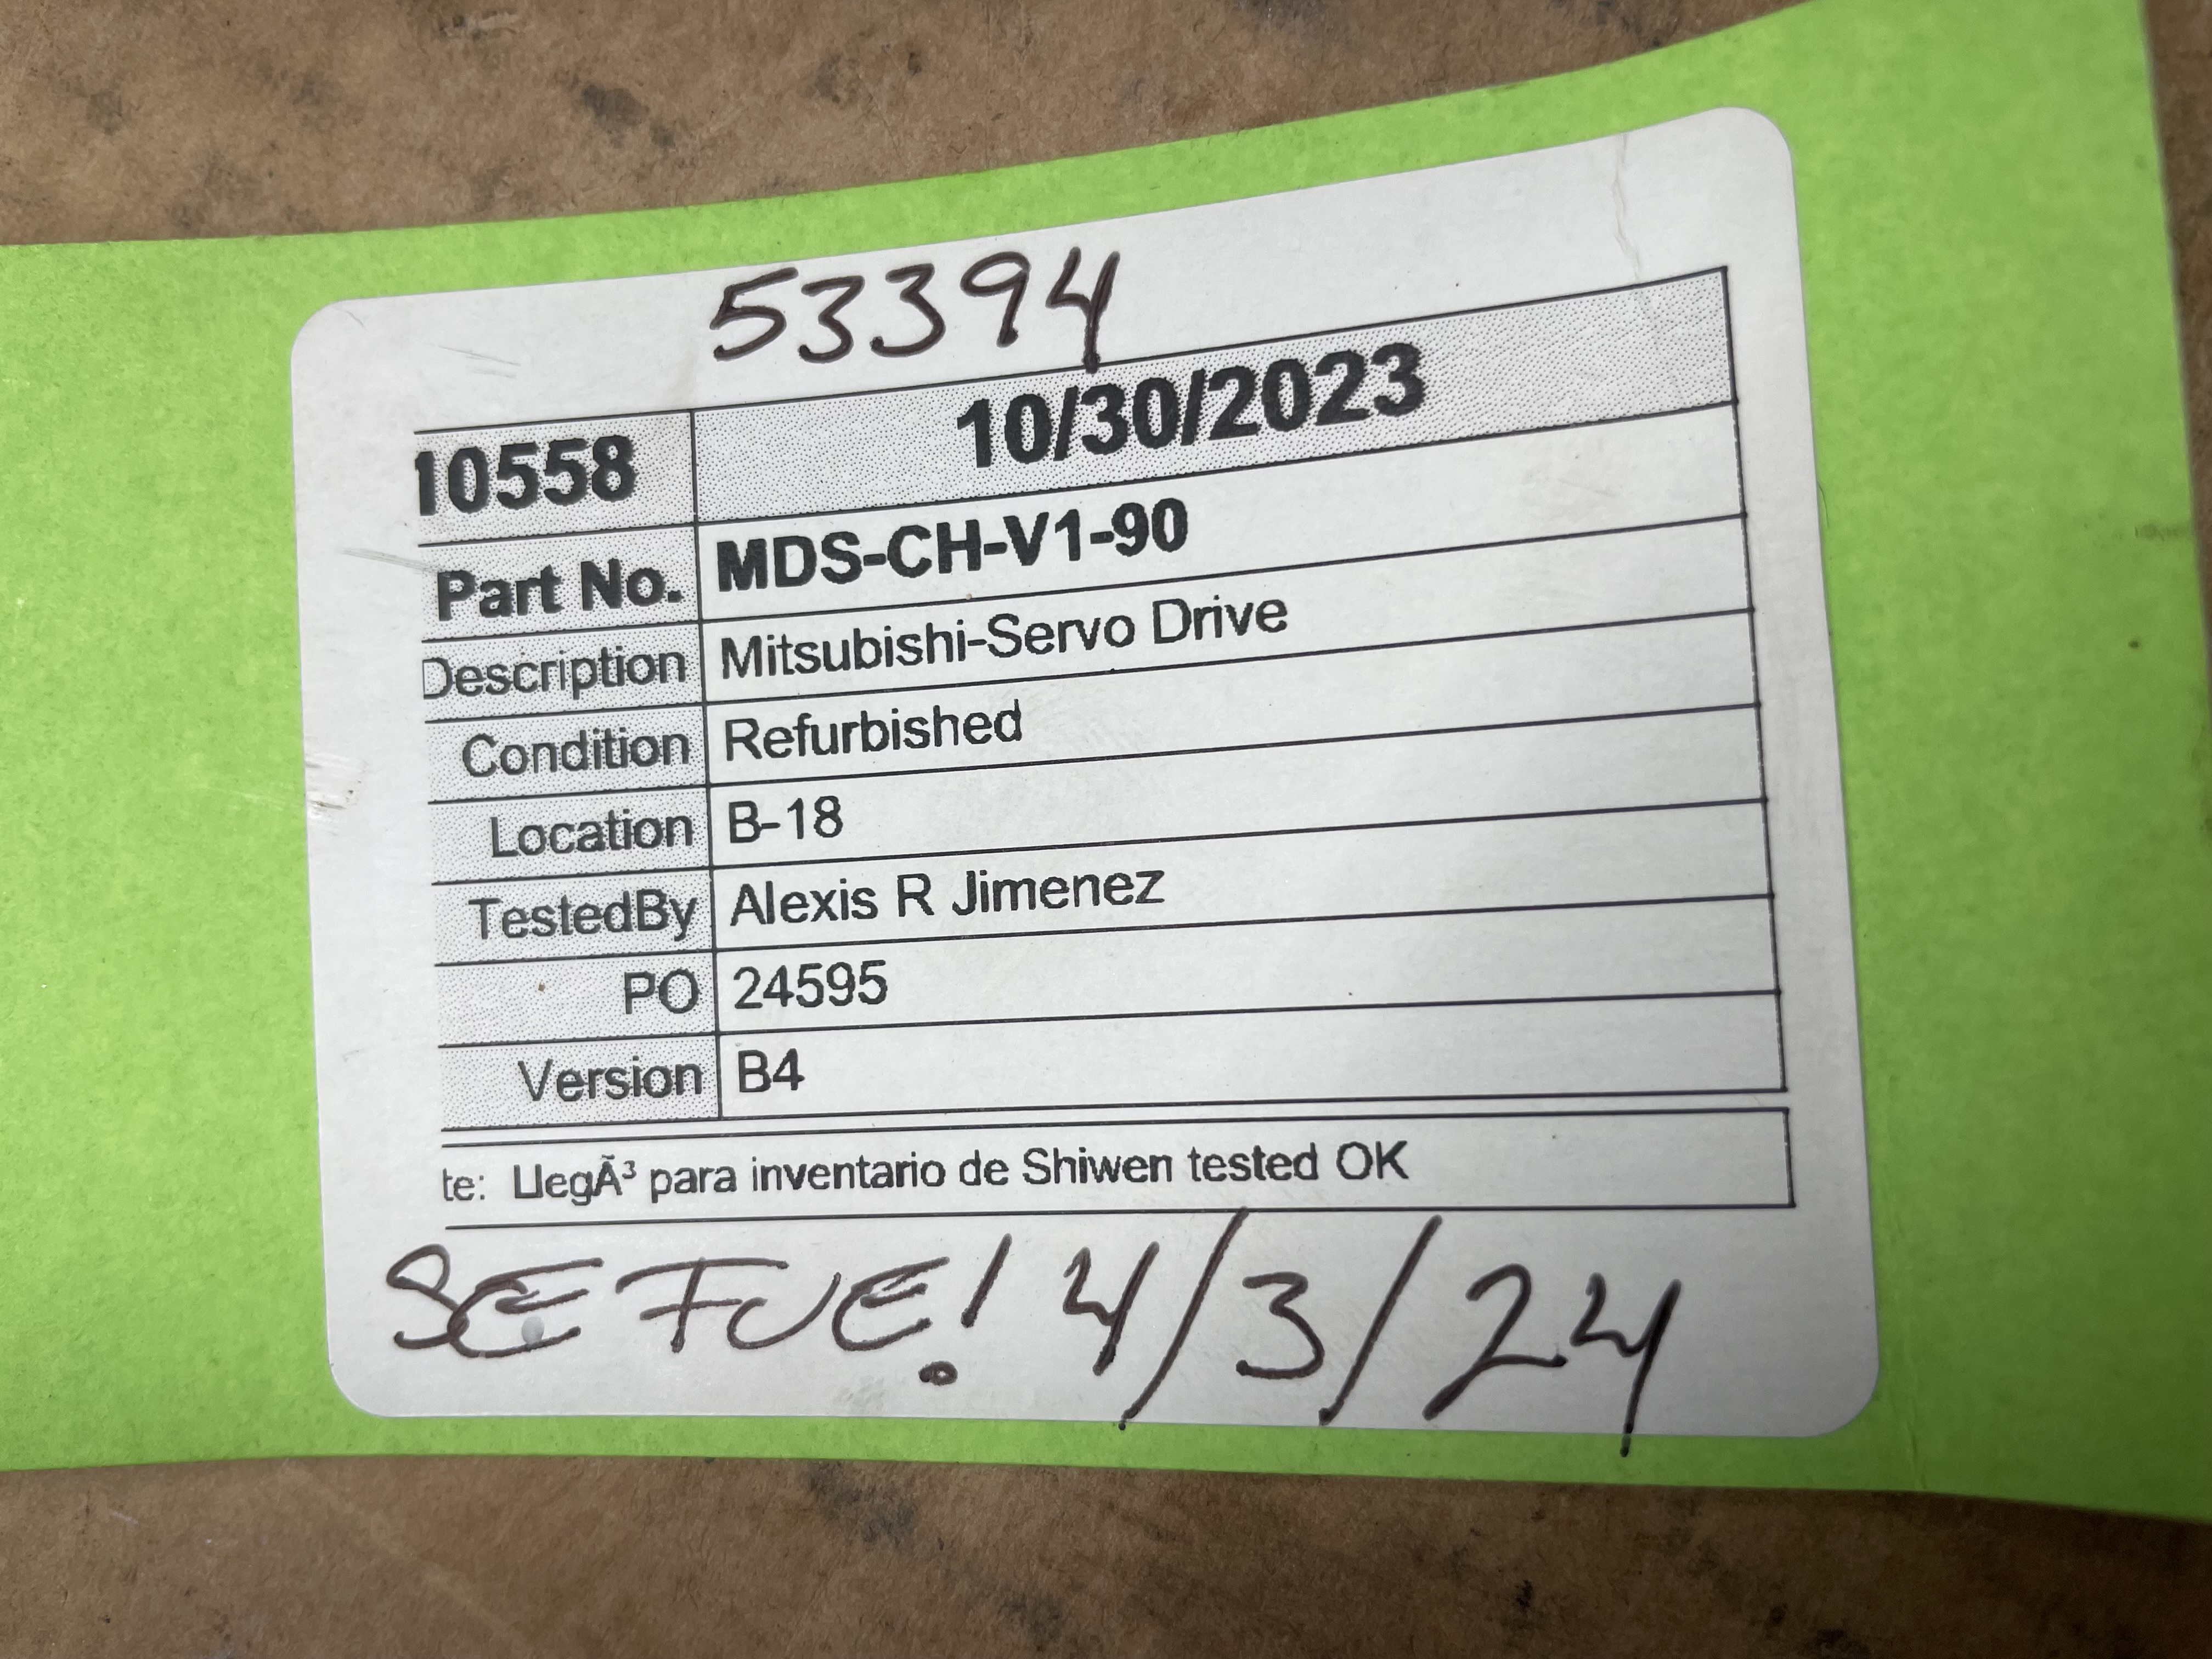 53394
10558 10/30/2023
Part No. MDS-CH-V1-90
Description Mitsubishi-Servo Drive
Condition Refurbished
Location B-18
TestedBy Alexis R Jimenez
PO 24595
Version B4
te: LlegÃ³ para inventario de Shiwen tested OK
SE FUE! 4/3/24